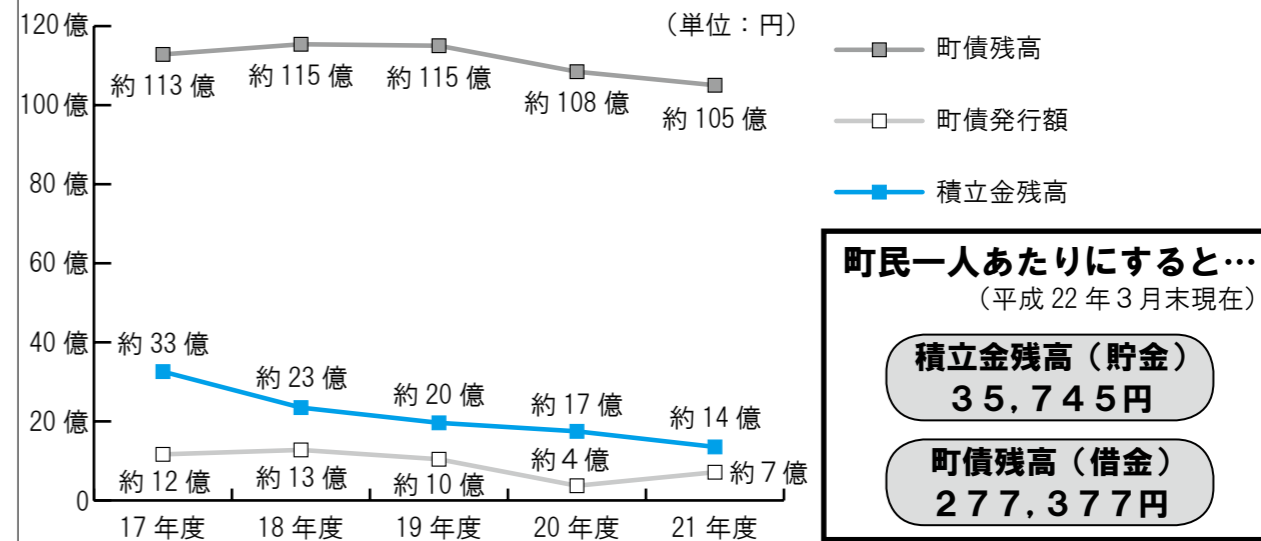 120億
100億
80億
60億
40億
20億
0
（単位：円）
約113億
約115億
約115億
約108億
約105億
約33億
約23億
約20億
約17億
約14億
約12億
約13億
約10億
約4億
約7億
17年度
18年度
19年度
20年度
21年度
町債残高
町債発行額
積立金残高
町民一人あたりにすると…
（平成22年3月末現在）
積立金残高（貯金）
35,745円
町債残高（借金）
277,377円